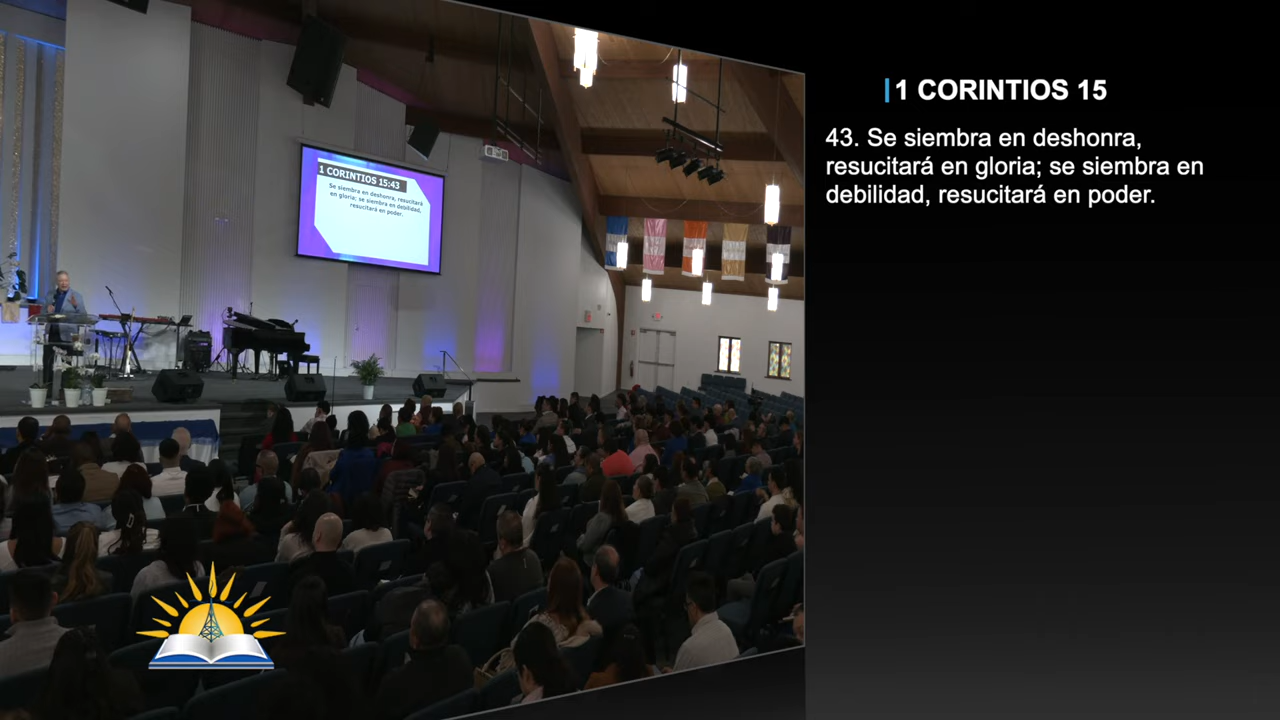 1 CORINTIOS 15:43
Se siembra en deshonra, resucitará
en gloria; se siembra en debilidad,
resucitará en poder.
1 CORINTIOS 15
43. Se siembra en deshonra,
resucitará en gloria; se siembra en
debilidad, resucitará en poder.